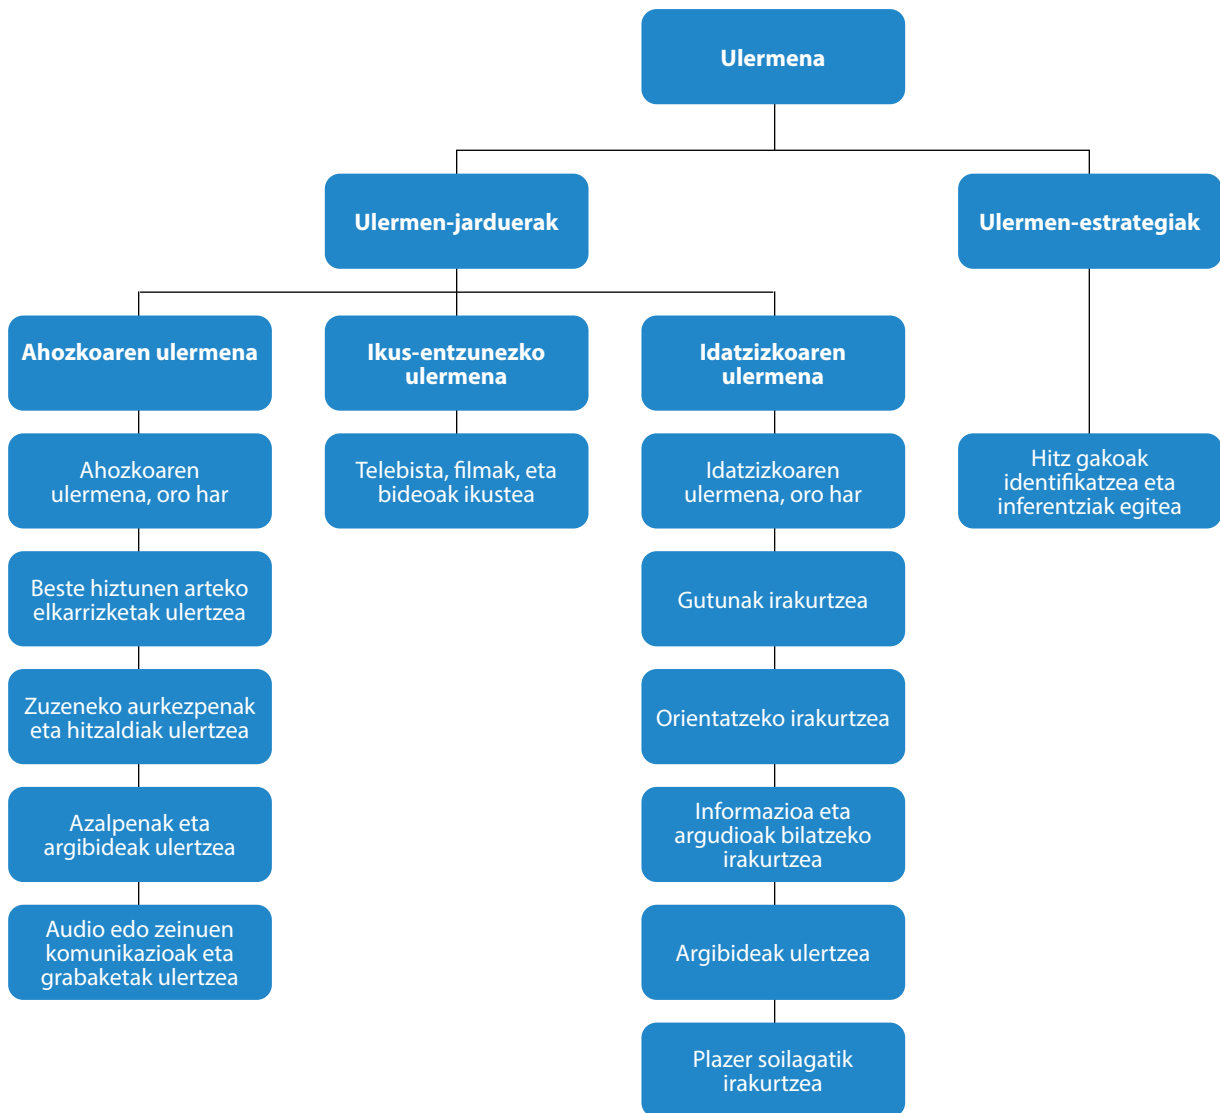 Ulermena
Ulermen-jarduerak
Ulermen-estrategiak
Ahozkoaren ulermena
Ikus-entzunezko
ulermena
Idatzizkoaren
ulermena
Ahozkoaren
ulermena, oro har
Telebista, filmak, eta
bideoak ikustea
Idatzizkoaren
ulermena, oro har
Hitz gakoak
identifikatzea eta
inferentziak egitea
Beste hiztunen arteko
elkarrizketak ulertzea
Gutunak irakurtzea
Zuzeneko aurkezpenak
eta hitzaldiak ulertzea
Orientatzeko irakurtzea
Azalpenak eta
argibideak ulertzea
Informazioa eta
argudioak bilatzeko
irakurtzea
Audio edo zeinuen
komunikazioak eta
grabaketak ulertzea
Argibideak ulertzea
Plazer soilagatik
irakurtzea